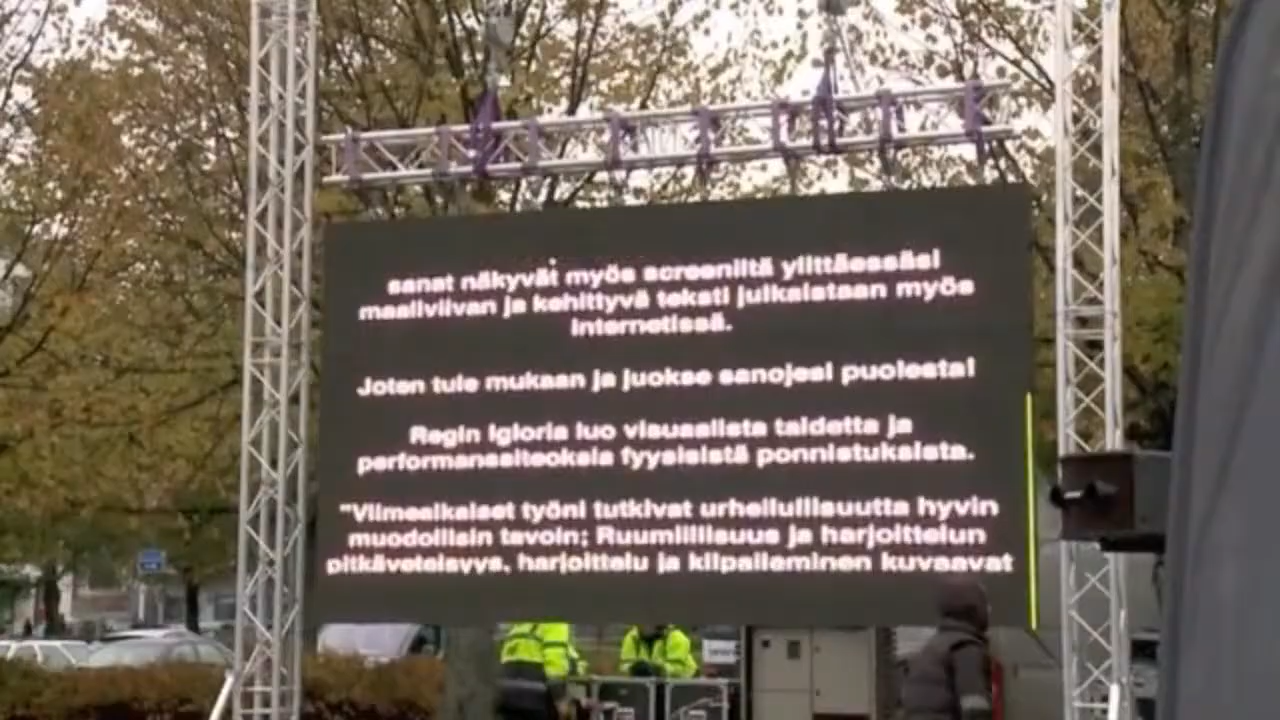 sanat näkyvät myös screeniltä ylittäessäsi
maaliviivan ja kehittyvä teksti julkaistaan myös
internetissä.
Joten tule mukaan ja juokse sanojesi puolesta!
Regin Igloria luo visuaalista taidetta ja
performanssiteoksia fyysisistä ponnistuksista.
"Viimeaikaiset työni tutkivat urheilullisuutta hyvin
muodollisin tavoin; Ruumiillisuus ja harjoittelun
pitkäveteisyys, harjoittelu ja kilpaileminen kuvaavat